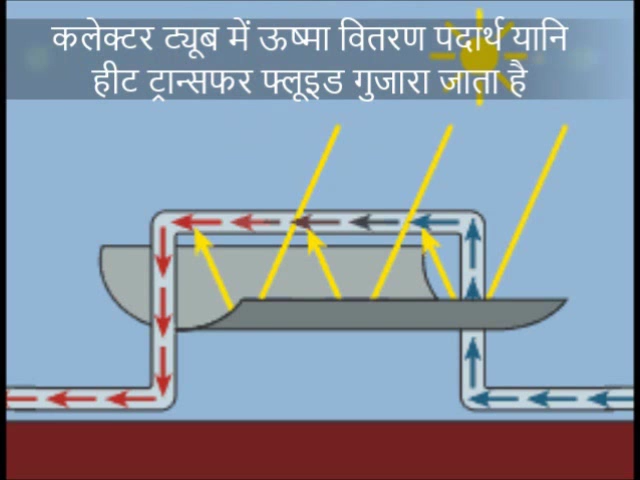 कलेक्टर ट्यूब में ऊष्मा वितरण पदार्थ यानि
हीट ट्रान्सफर फ्लूइड गुजारा जाता है